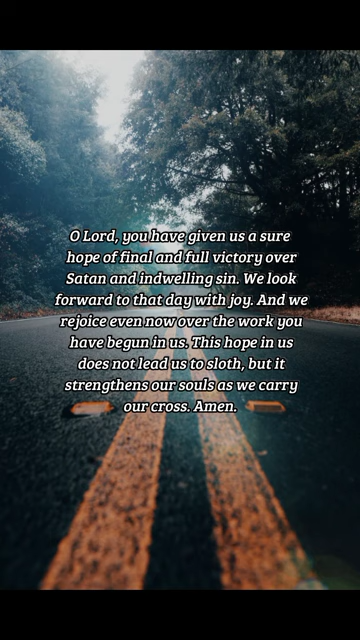 O Lord, you have given us a sure
hope of final and full victory over
Satan and indwelling sin. We look
forward to that day with joy. And we
rejoice even now over the work you
have begun in us. This hope in us
does not lead us to sloth, but it
strengthens our souls as we carry
our cross. Amen.